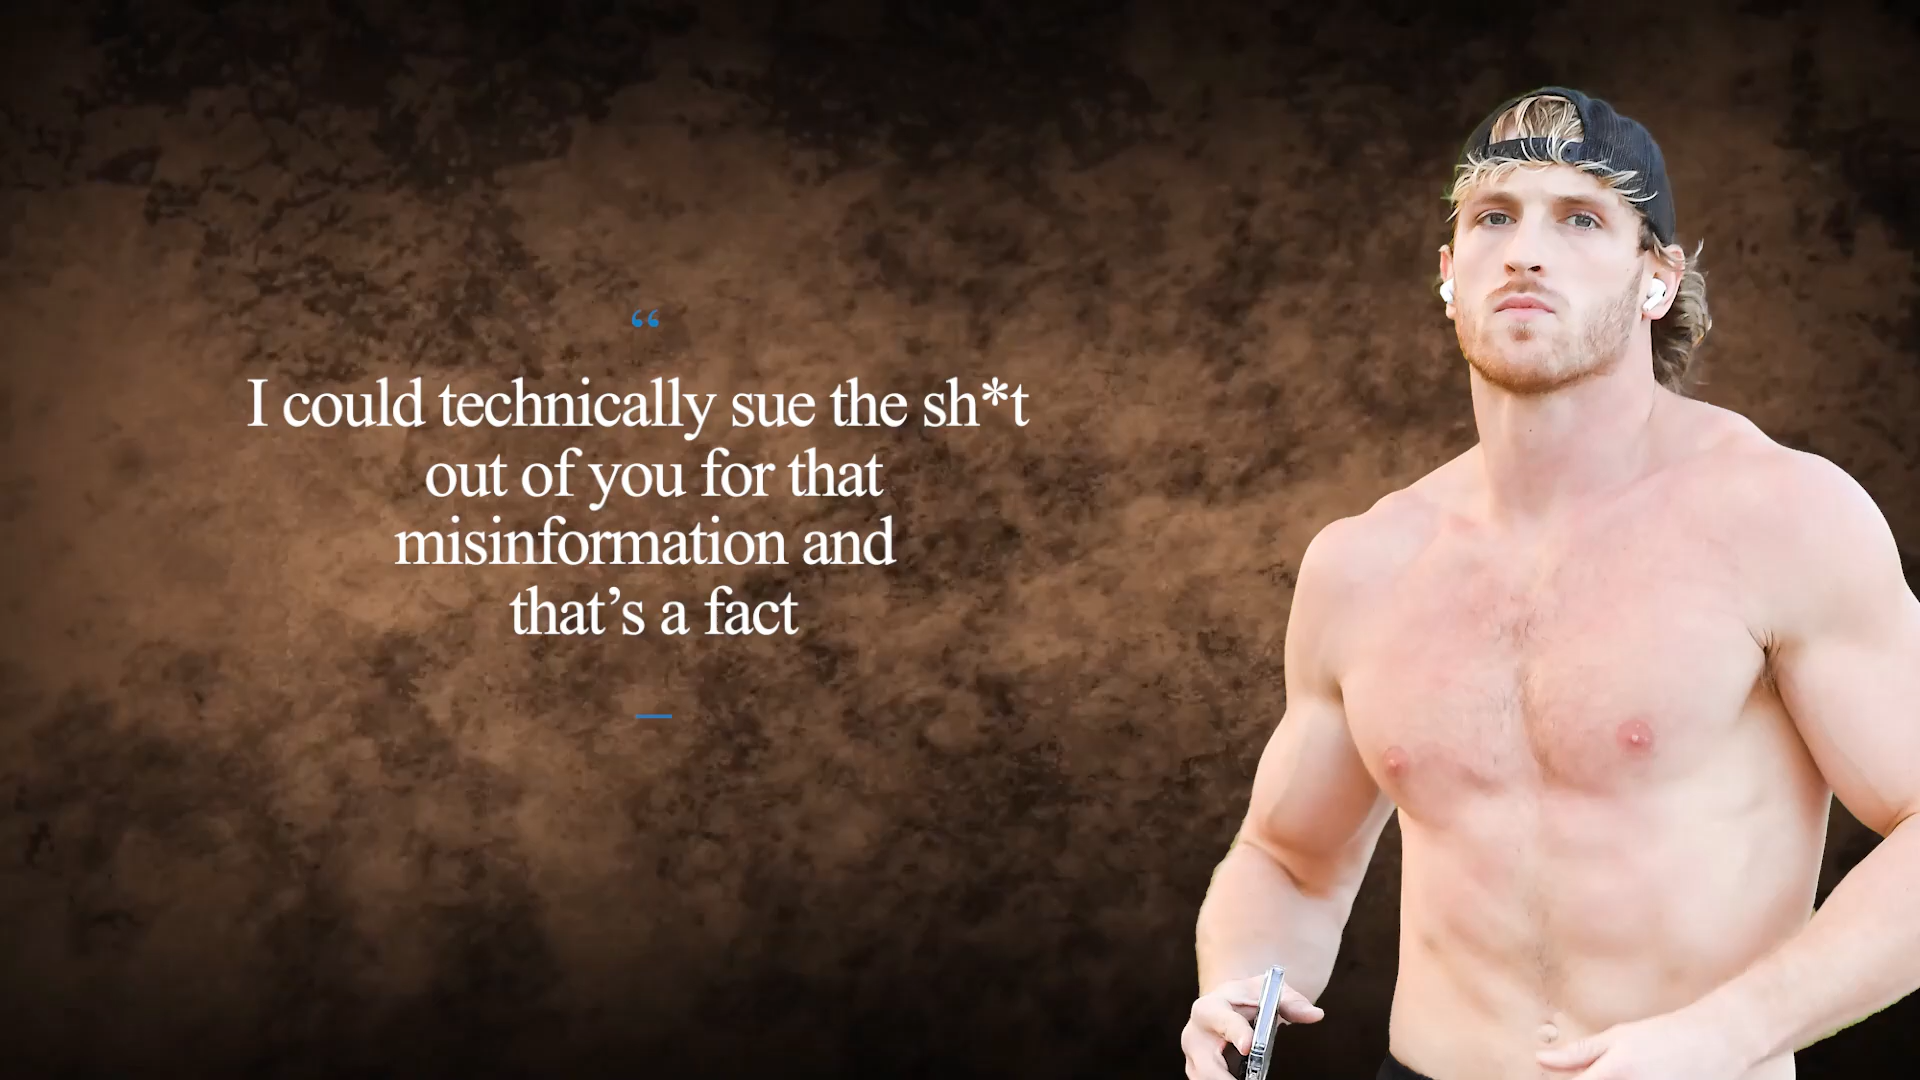 “
I could technically sue the sh*t
out of you for that
misinformation and
that’s a fact